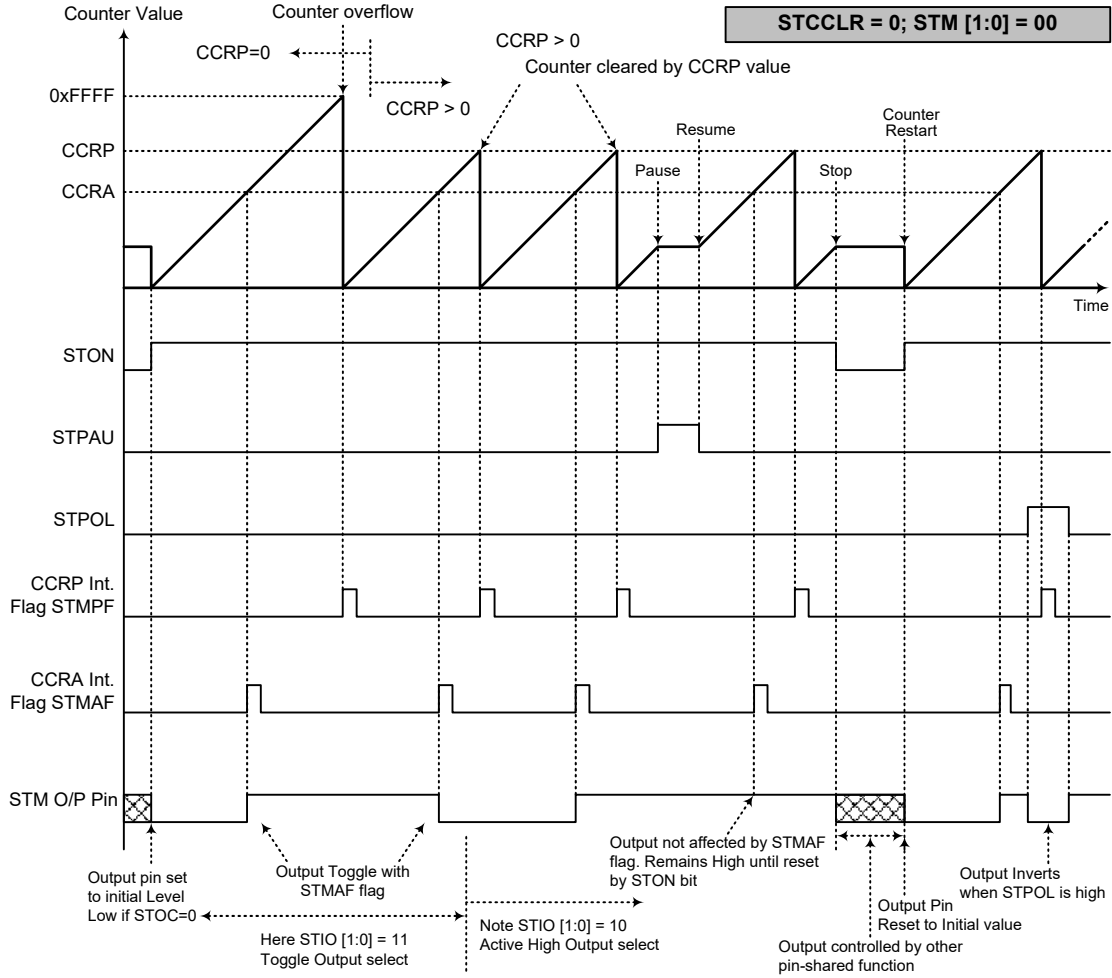 Counter Value
Counter overflow
STCCLR = 0; STM [1:0] = 00
CCRP=0
CCRP > 0
CCRP > 0
Counter cleared by CCRP value
0xFFFF
CCRP
CCRA
Pause
Resume
Stop
Counter
Restart
Time
STON
STPAU
STPOL
CCRP Int.
Flag STMPF
CCRA Int.
Flag STMAF
STM O/P Pin
Output pin set
to initial Level
Low if STOC=0
Output Toggle with
STMAF flag
Here STIO [1:0] = 11
Toggle Output select
Note STIO [1:0] = 10
Active High Output select
Output not affected by STMAF
flag. Remains High until reset
by STON bit
Output controlled by other
pin-shared function
Output Pin
Reset to Initial value
Output Inverts
when STPOL is high